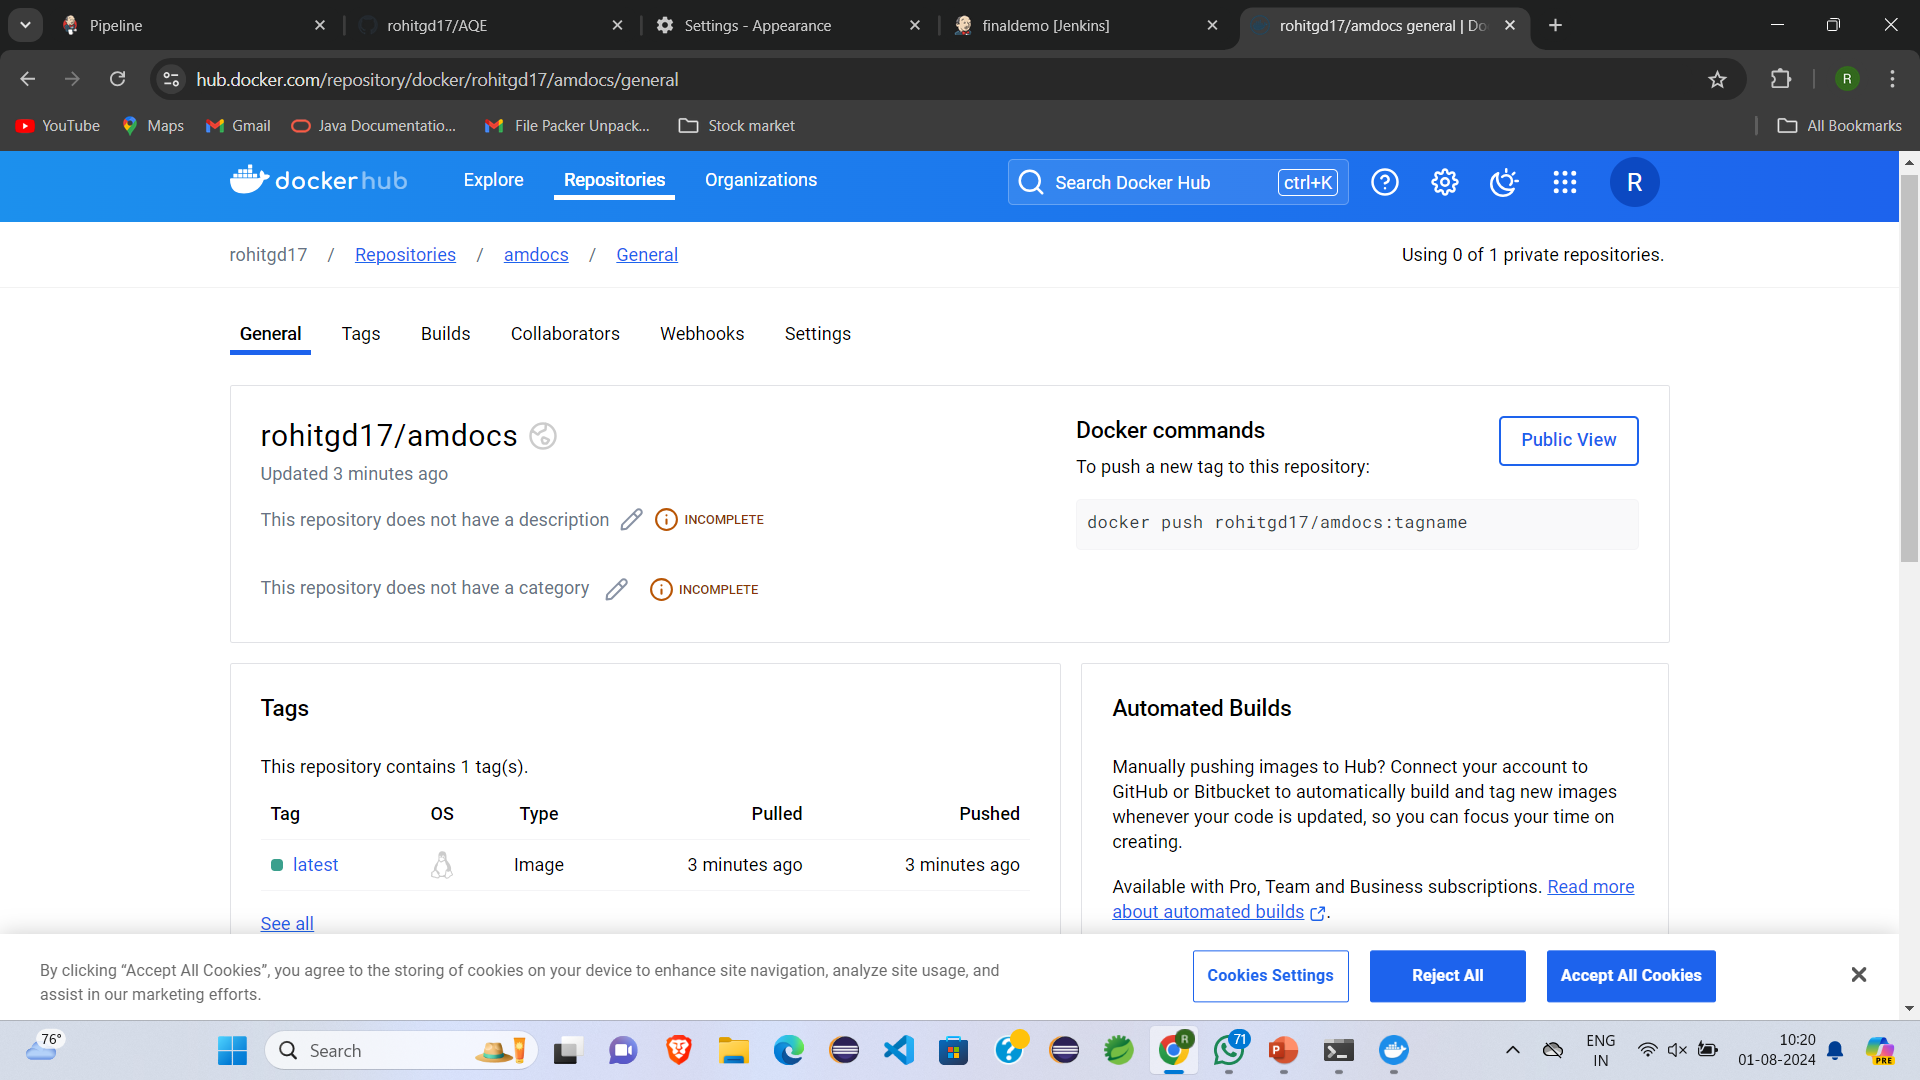 Pipeline
rohitgd17/AQE
Settings - Appearance
finaldemo [Jenkins]
rohitgd17/amdocs general | Do
hub.docker.com/repository/docker/rohitgd17/amdocs/general
R
YouTube
Maps
Gmail
Java Documentatio...
File Packer Unpack...
Stock market
All Bookmarks
dockerhub
Explore
Repositories
Organizations
Search Docker Hub
ctrl+K
R
rohitgd17 / Repositories / amdocs / General
Using 0 of 1 private repositories.
General
Tags
Builds
Collaborators
Webhooks
Settings
rohitgd17/amdocs
Updated 3 minutes ago
This repository does not have a description
INCOMPLETE
This repository does not have a category
INCOMPLETE
Docker commands
Public View
To push a new tag to this repository:
docker push rohitgd17/amdocs:tagname
Tags
This repository contains 1 tag(s).
Tag OS Type Pulled Pushed
latest Image 3 minutes ago 3 minutes ago
See all
Automated Builds
Manually pushing images to Hub? Connect your account to
GitHub or Bitbucket to automatically build and tag new images
whenever your code is updated, so you can focus your time on
creating.
Available with Pro, Team and Business subscriptions. Read more
about automated builds .
By clicking “Accept All Cookies”, you agree to the storing of cookies on your device to enhance site navigation, analyze site usage, and
assist in our marketing efforts.
Cookies Settings
Reject All
Accept All Cookies
76°
Search
R
71
ENG
IN
10:20
01-08-2024
PRE